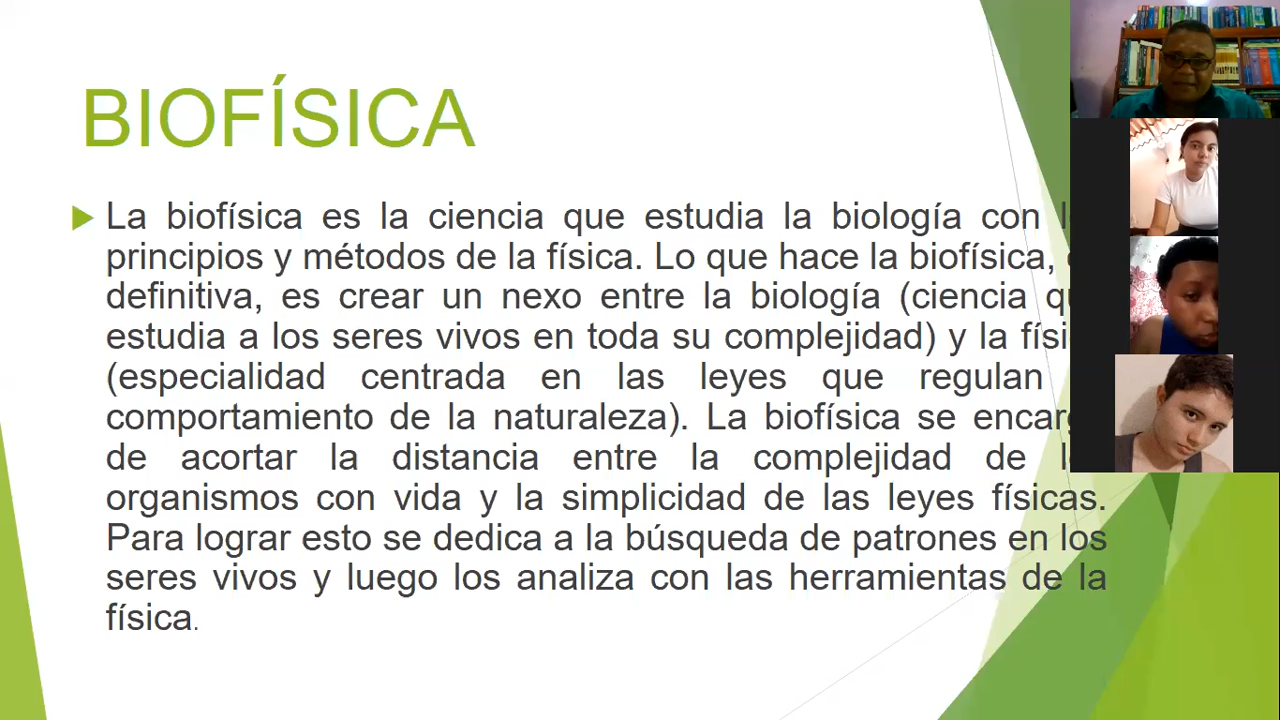 BIOFÍSICA
La biofísica es la ciencia que estudia la biología con
principios y métodos de la física. Lo que hace la biofísica,
definitiva, es crear un nexo entre la biología (ciencia
estudia a los seres vivos en toda su complejidad) y la
(especialidad centrada en las leyes que regulan
comportamiento de la naturaleza). La biofísica se
de acortar la distancia entre la complejidad de
organismos con vida y la simplicidad de las leyes físicas.
Para lograr esto se dedica a la búsqueda de patrones en los
seres vivos y luego los analiza con las herramientas de la
física.